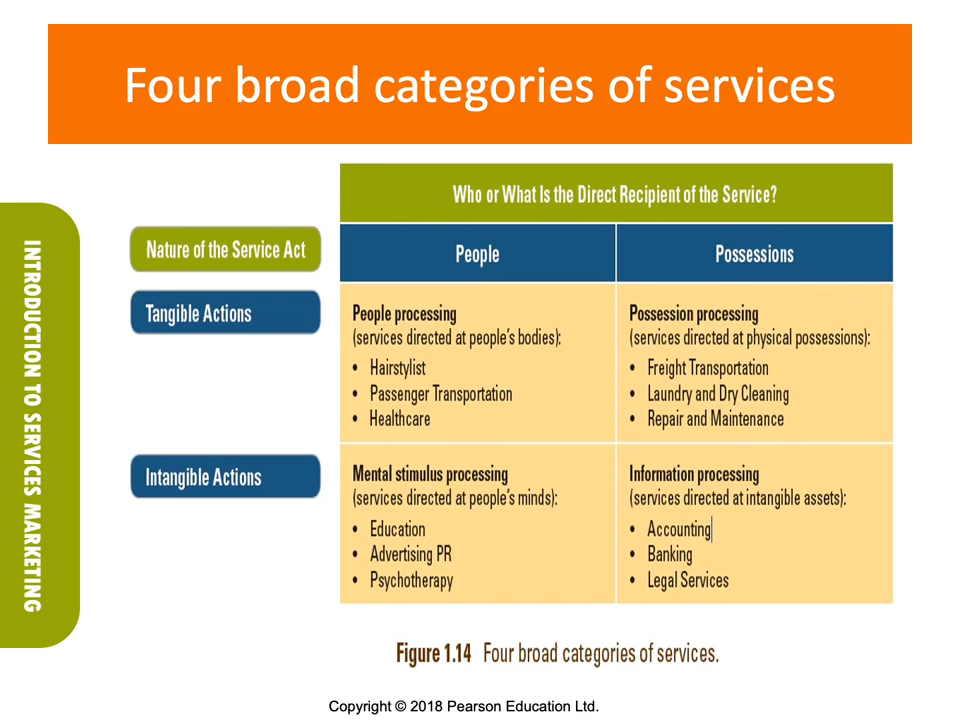 Four broad categories of services
INTRODUCTION TO SERVICES MARKETING
Who or What Is the Direct Recipient of the Service?
Nature of the Service Act
People
Possessions
Tangible Actions
People processing
(services directed at people's bodies):
• Hairstylist
• Passenger Transportation
• Healthcare
Possession processing
(services directed at physical possessions):
• Freight Transportation
• Laundry and Dry Cleaning
• Repair and Maintenance
Intangible Actions
Mental stimulus processing
(services directed at people's minds):
• Education
• Advertising PR
• Psychotherapy
Information processing
(services directed at intangible assets):
• Accounting
• Banking
• Legal Services
Figure 1.14 Four broad categories of services.
Copyright © 2018 Pearson Education Ltd.